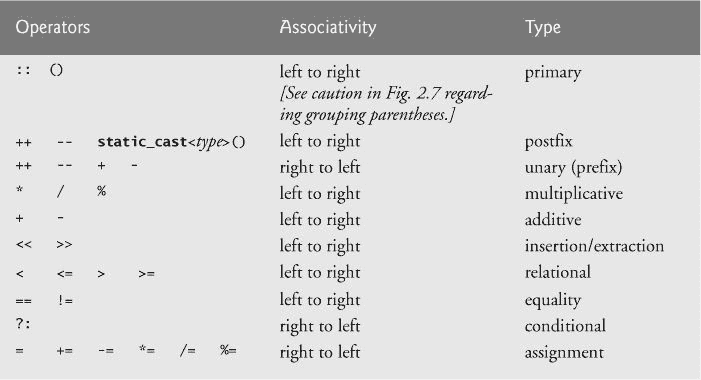 Operators Associativity Type
:: () left to right primary
[See caution in Fig. 2.7 regard-
ing grouping parentheses.]
++ -- static_cast<type>() left to right postfix
++ -- + - right to left unary (prefix)
* / % left to right multiplicative
+ - left to right additive
<< >> left to right insertion/extraction
< <= > >= left to right relational
== != left to right equality
?: right to left conditional
= += -= *= /= %= right to left assignment